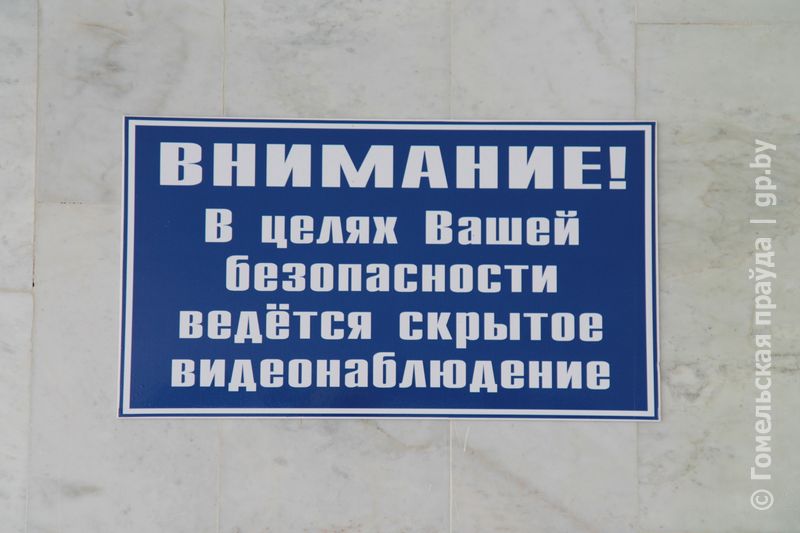 ВНИМАНИЕ!
В целях Вашей
безопасности
ведётся скрытое
видеонаблюдение
© Гомельская праўда | gp.by